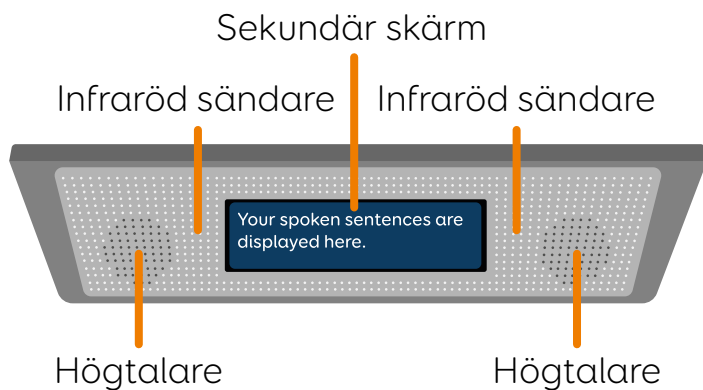 Sekundär skärm
Infraröd sändare
Infraröd sändare
Your spoken sentences are
displayed here.
Högtalare
Högtalare